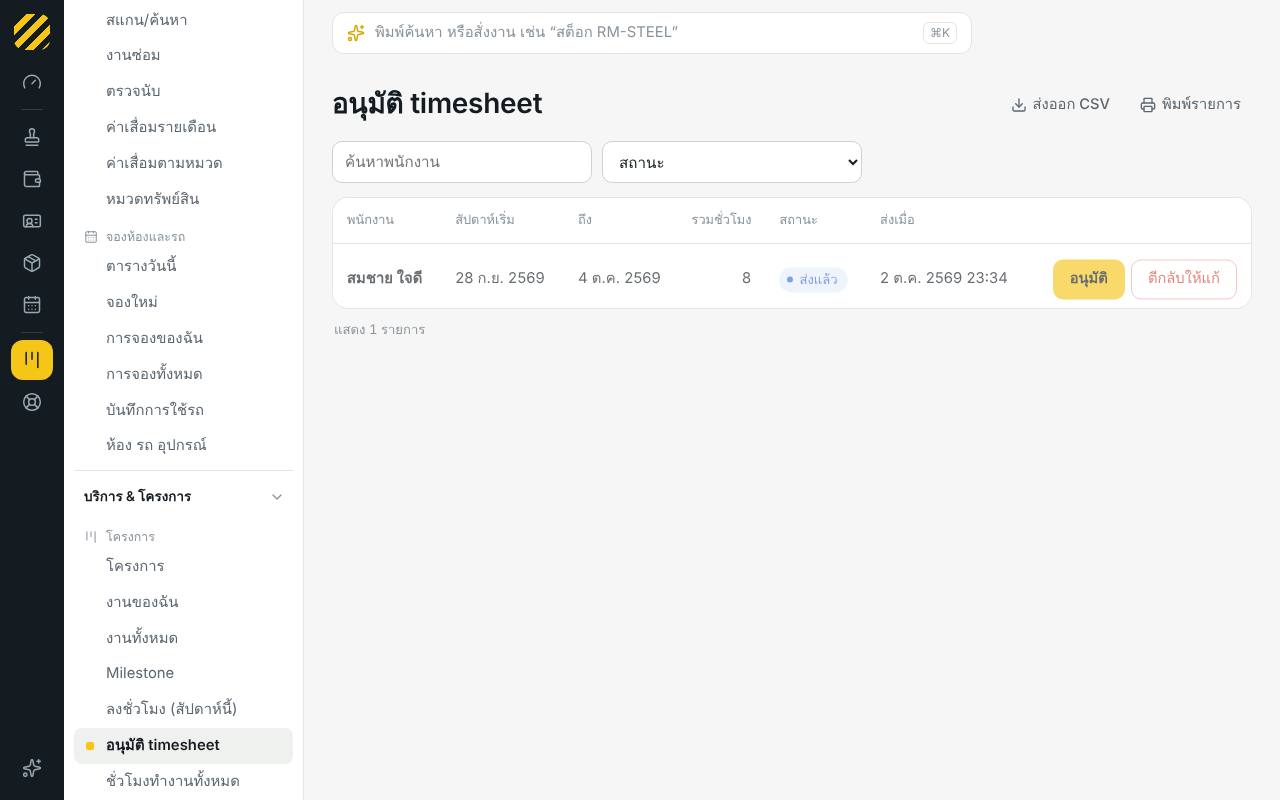 สแกน/ค้นหา
งานซ่อม
ตรวจนับ
ค่าเสื่อมรายเดือน
ค่าเสื่อมตามหมวด
หมวดทรัพย์สิน
จองห้องและรถ
ตารางวันนี้
จองใหม่
การจองของฉัน
การจองทั้งหมด
บันทึกการใช้รถ
ห้อง รถ อุปกรณ์
บริการ & โครงการ
โครงการ
โครงการ
งานของฉัน
งานทั้งหมด
Milestone
ลงชั่วโมง (สัปดาห์นี้)
อนุมัติ timesheet
ชั่วโมงทำงานทั้งหมด
พิมพ์ค้นหา หรือสั่งงาน เช่น “สต็อก RM-STEEL” ⌘K
อนุมัติ timesheet
ส่งออก CSV พิมพ์รายการ
ค้นหาพนักงาน สถานะ
พนักงาน สัปดาห์เริ่ม ถึง รวมชั่วโมง สถานะ ส่งเมื่อ
สมชาย ใจดี 28 ก.ย. 2569 4 ต.ค. 2569 8 ส่งแล้ว 2 ต.ค. 2569 23:34 อนุมัติ ตีกลับให้แก้
แสดง 1 รายการ